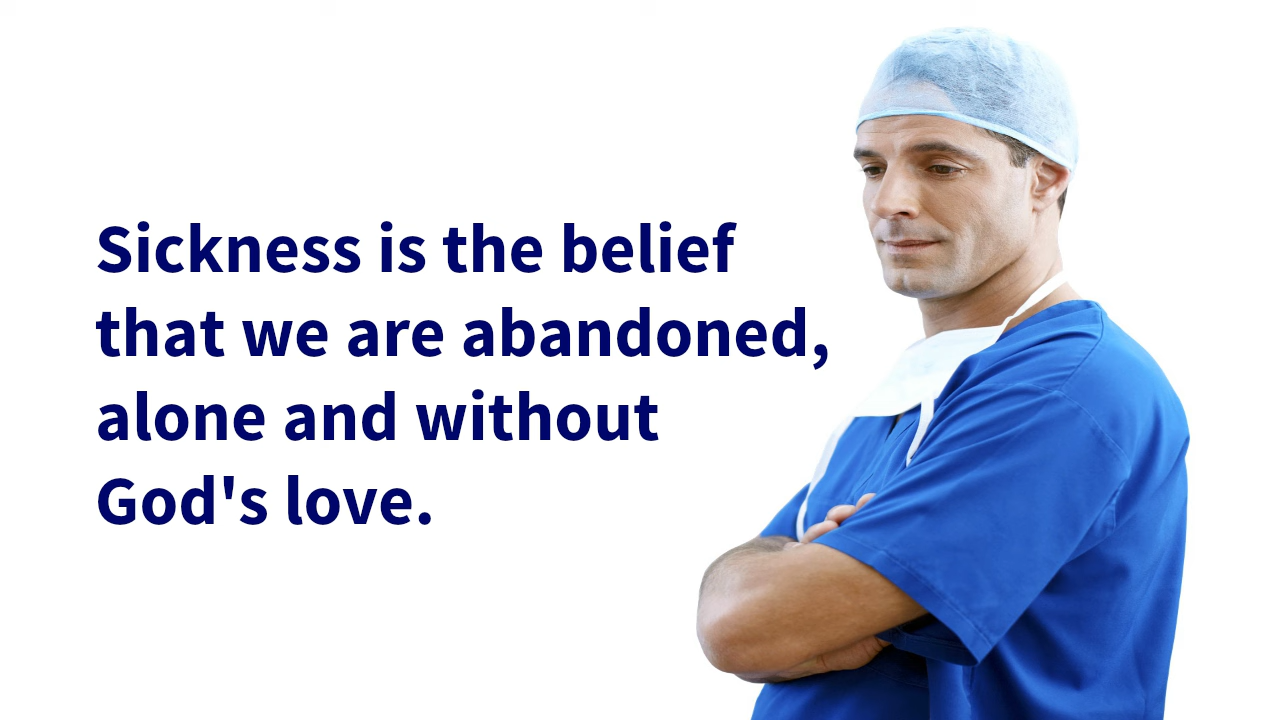 Sickness is the belief
that we are abandoned,
alone and without
God's love.